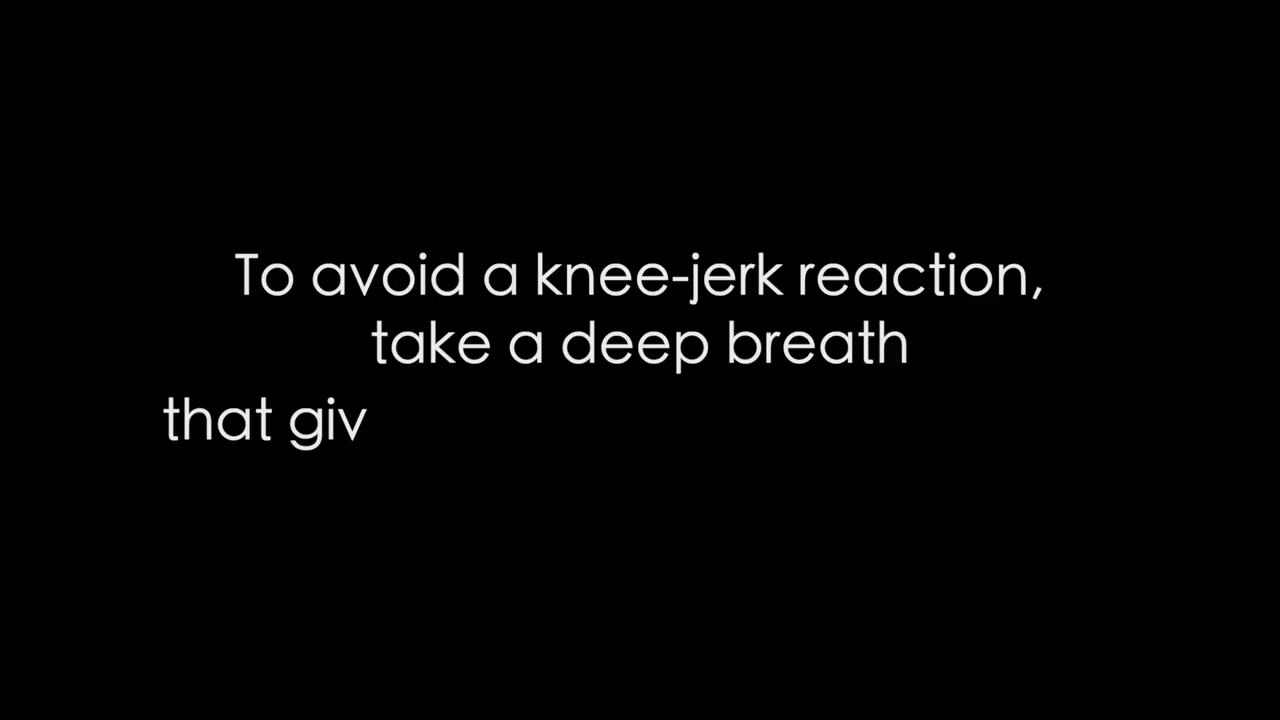 To avoid a knee-jerk reaction,
take a deep breath
that giv